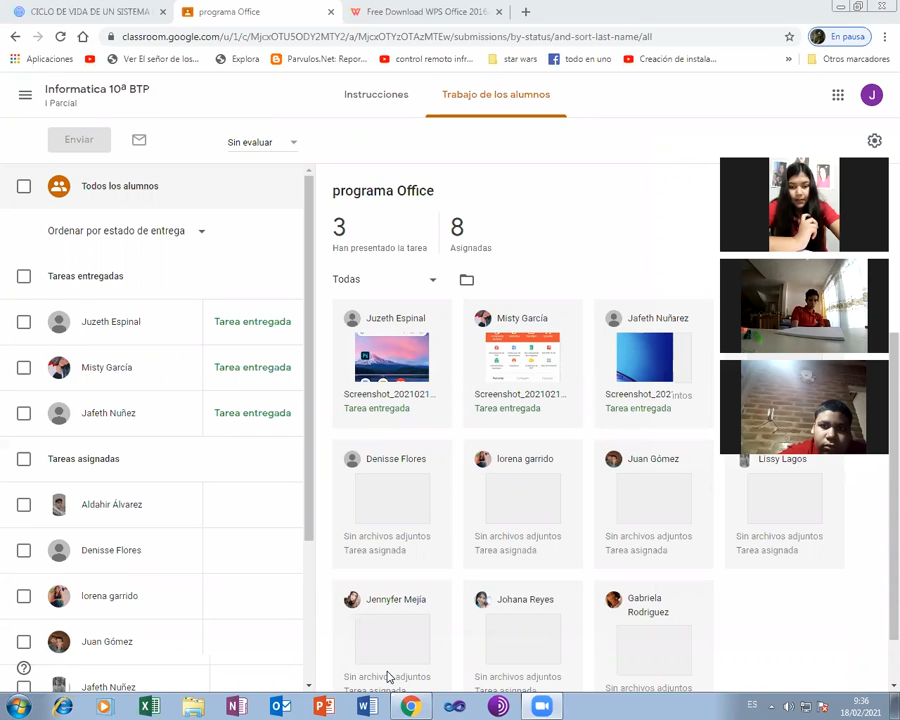 CICLO DE VIDA DE UN SISTEMA
programa Office
Free Download WPS Office 2016
classroom.google.com/u/1/c/MjcxOTU5ODY2MTY2/a/MjcxOTYzOTAzMTEw/submissions/by-status/and-sort-last-name/all
En pausa
Aplicaciones
Ver El señor de los...
Explora
Parvulos.Net: Repor...
control remoto infr...
star wars
todo en uno
Creación de instala...
»
Otros marcadores
Informatica 10ª BTP
I Parcial
Instrucciones
Trabajo de los alumnos
J
Enviar
Sin evaluar
Todos los alumnos
Ordenar por estado de entrega
Tareas entregadas
Juzeth Espinal Tarea entregada
Misty García Tarea entregada
Jafeth Nuñez Tarea entregada
Tareas asignadas
Aldahir Álvarez
Denisse Flores
lorena garrido
Juan Gómez
Jafeth Nuñez
programa Office
3
Han presentado la tarea
8
Asignadas
Todas
Juzeth Espinal
Screenshot_2021021...
Tarea entregada
Misty García
Screenshot_2021021...
Tarea entregada
Jafeth Nuñarez
Screenshot_202
intos
Tarea entregada
Denisse Flores
Sin archivos adjuntos
Tarea asignada
lorena garrido
Sin archivos adjuntos
Tarea asignada
Juan Gómez
Sin archivos adjuntos
Tarea asignada
Lissy Lagos
Sin archivos adjuntos
Tarea asignada
Jennyfer Mejía
Sin archivos adjuntos
Tarea asignada
Johana Reyes
Sin archivos adjuntos
Tarea asignada
Gabriela
Rodriguez
Sin archivos adjuntos
ES
9:36
18/02/2021